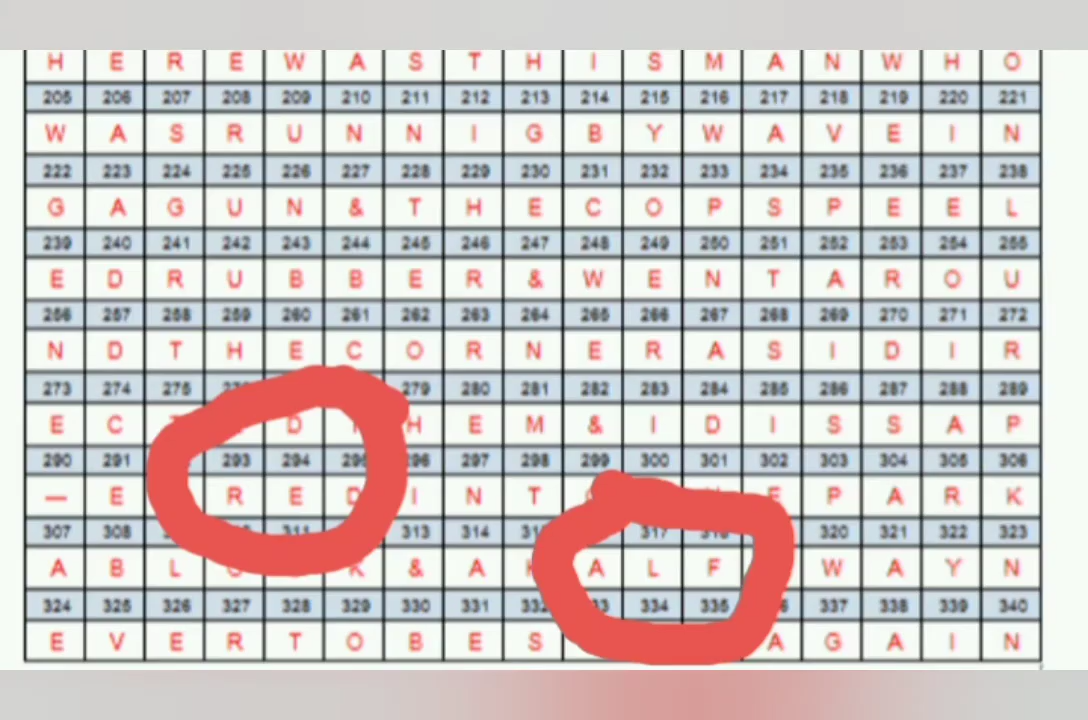 H E R E W A S T H I S M A N W H O
205 206 207 208 209 210 211 212 213 214 215 216 217 218 219 220 221
W A S R U N N I G B Y W A V E I N
222 223 224 225 226 227 228 229 230 231 232 233 234 235 236 237 238
G A G U N & T H E C O P S P E E L
239 240 241 242 243 244 245 246 247 248 249 250 251 252 253 254 255
E D R U B B E R & W E N T A R O U
256 257 258 259 260 261 262 263 264 265 266 267 268 269 270 271 272
N D T H E C O R N E R A S I D I R
273 274 275 279 280 281 282 283 284 285 286 287 288 289
E C D H E M & I D I S S A P
290 291 293 294 295 296 297 298 299 300 301 302 303 304 305 306
— E R E D I N T E P A R K
307 308 311 313 314 317 318 320 321 322 323
A B L K & A A L F W A Y N
324 325 326 327 328 329 330 331 332 334 335 337 338 339 340
E V E R T O B E S A G A I N